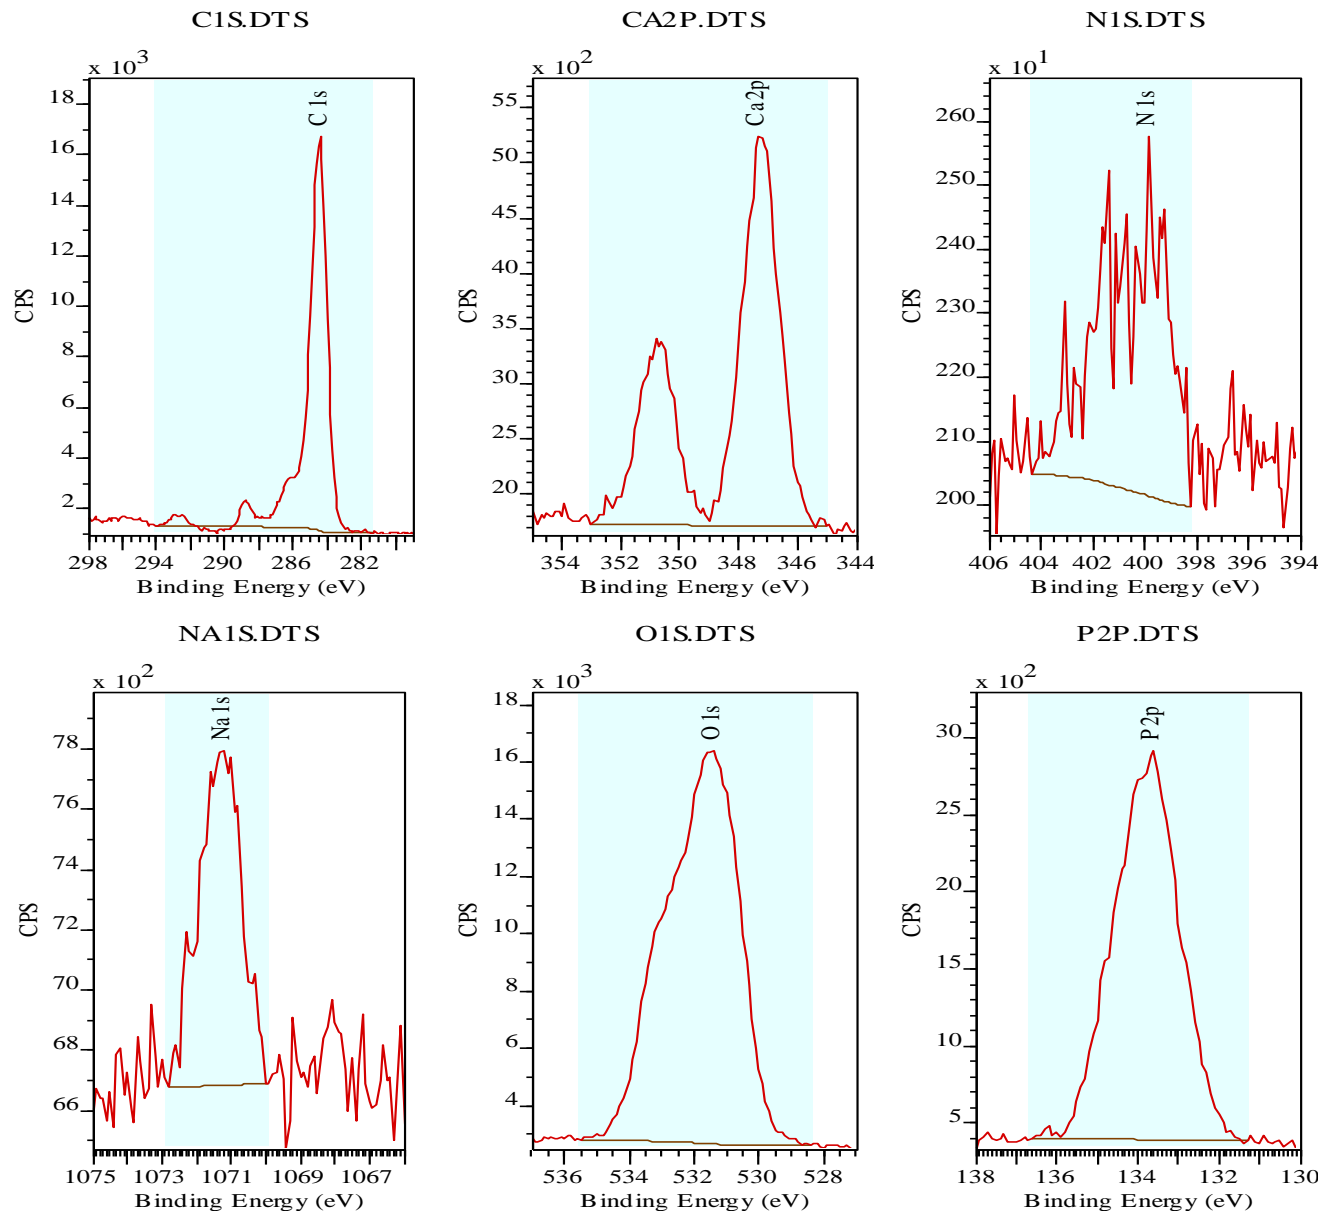 C1S.DTS
x 10³
C 1s
18
16
14
12
10
8
6
4
2
CPS
298 294 290 286 282
Binding Energy (eV)
CA2P.DTS
x 10²
Ca2p
55
50
45
40
35
30
25
20
CPS
354 352 350 348 346 344
Binding Energy (eV)
N1S.DTS
x 10¹
N 1s
260
250
240
230
220
210
200
CPS
406 404 402 400 398 396 394
Binding Energy (eV)
NA1S.DTS
x 10²
Na1s
78
76
74
72
70
68
66
CPS
1075 1073 1071 1069 1067
Binding Energy (eV)
O1S.DTS
x 10³
O1s
18
16
14
12
10
8
6
4
CPS
536 534 532 530 528
Binding Energy (eV)
P2P.DTS
x 10²
P2p
30
25
20
15
10
5
CPS
138 136 134 132 130
Binding Energy (eV)